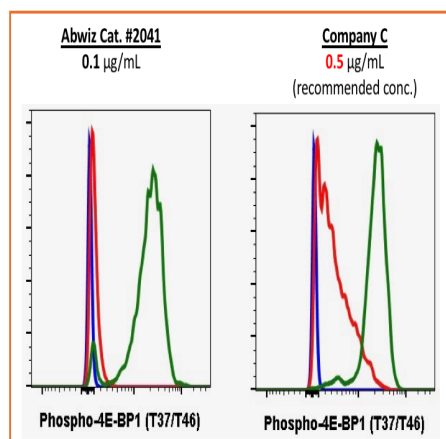 Abwiz Cat. #2041
0.1 µg/mL
Company C
0.5 µg/mL
(recommended conc.)
Phospho-4E-BP1 (T37/T46)
Phospho-4E-BP1 (T37/T46)